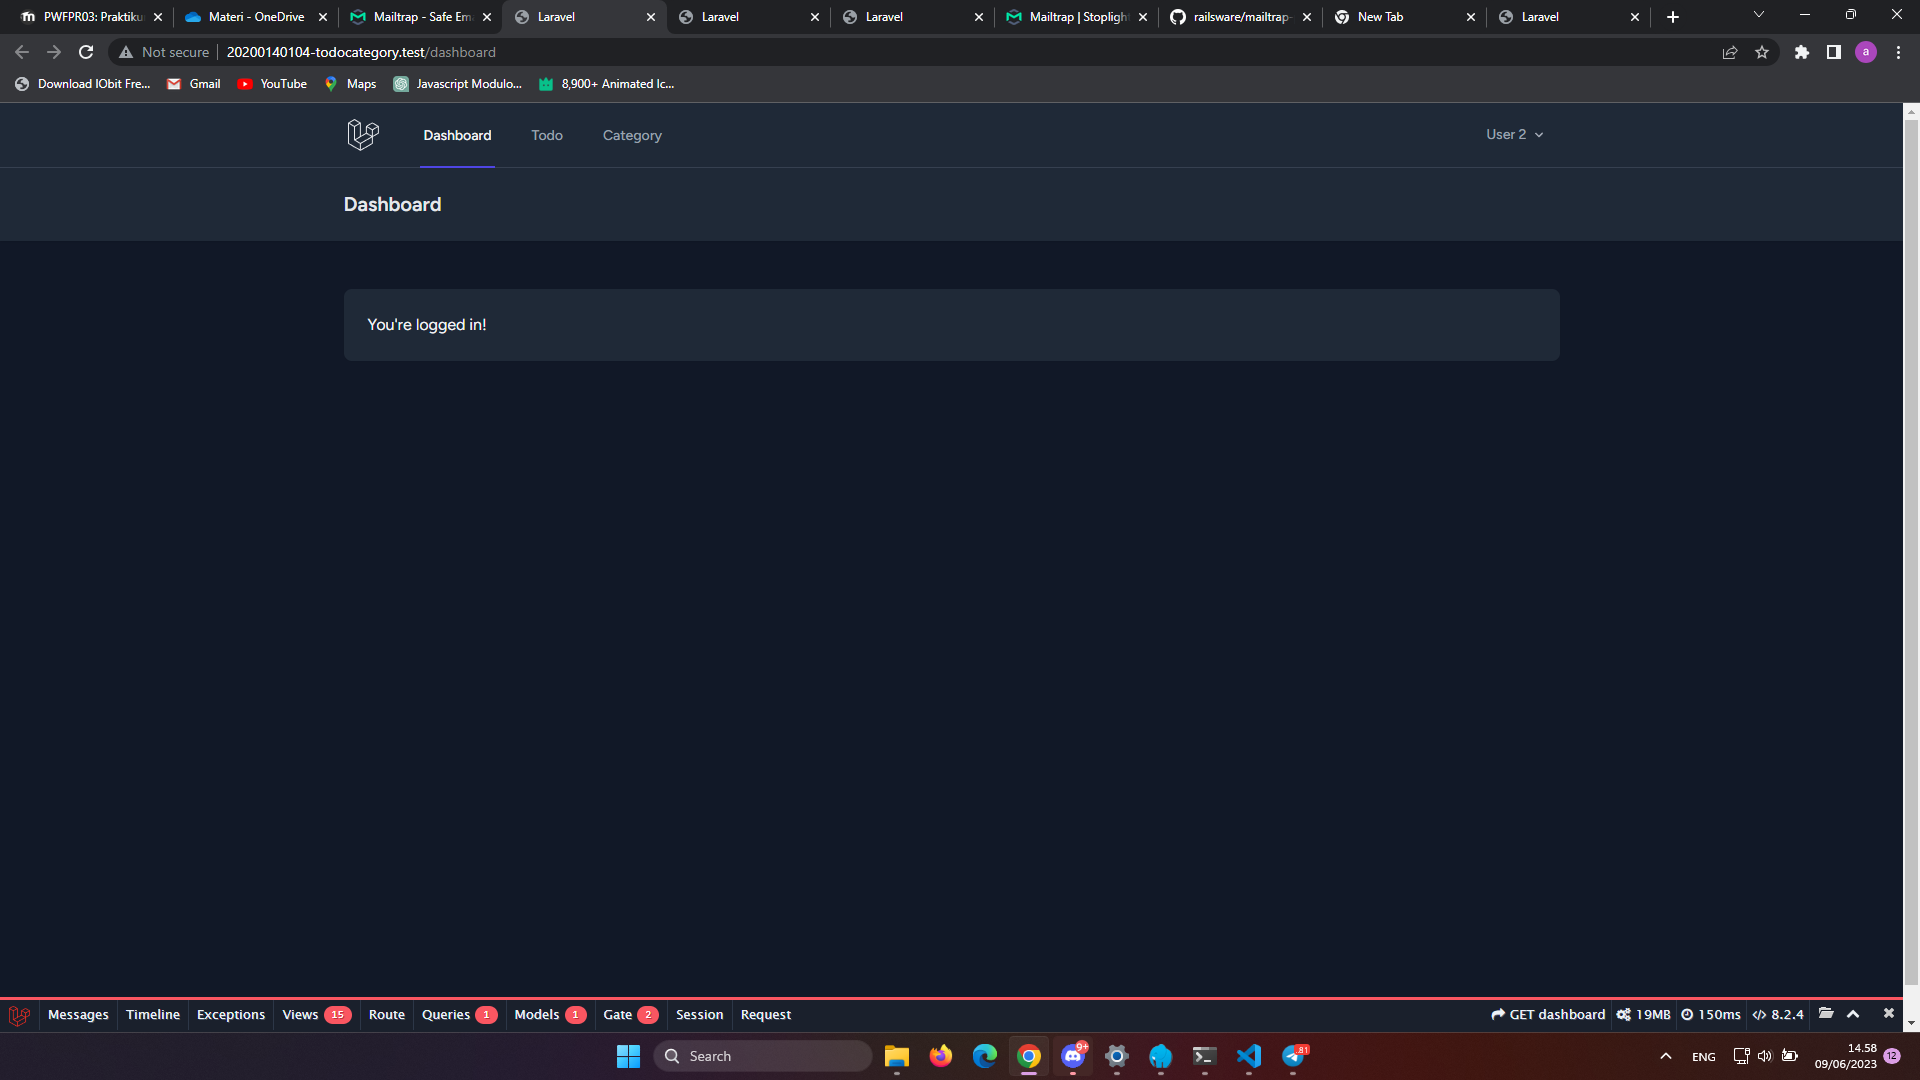 PWFPR03: Praktiku
Materi - OneDrive
Mailtrap - Safe Em
Laravel
Laravel
Laravel
Mailtrap | Stoplight
railsware/mailtrap-
New Tab
Laravel
Not secure
20200140104-todocategory.test/dashboard
a
Download IObit Fre...
Gmail
YouTube
Maps
Javascript Modulo...
8,900+ Animated Ic...
Dashboard
Todo
Category
User 2
Dashboard
You're logged in!
Messages
Timeline
Exceptions
Views 15
Route
Queries 1
Models 1
Gate 2
Session
Request
GET dashboard
19MB
150ms
8.2.4
Search
9+
81
ENG
14.58
09/06/2023
12